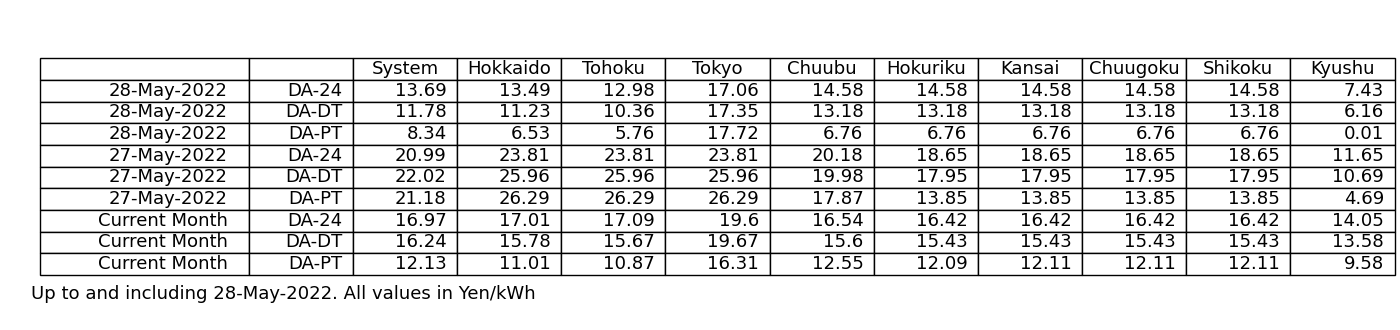 System Hokkaido Tohoku Tokyo Chuubu Hokuriku Kansai Chuugoku Shikoku Kyushu
28-May-2022 DA-24 13.69 13.49 12.98 17.06 14.58 14.58 14.58 14.58 14.58 7.43
28-May-2022 DA-DT 11.78 11.23 10.36 17.35 13.18 13.18 13.18 13.18 13.18 6.16
28-May-2022 DA-PT 8.34 6.53 5.76 17.72 6.76 6.76 6.76 6.76 6.76 0.01
27-May-2022 DA-24 20.99 23.81 23.81 23.81 20.18 18.65 18.65 18.65 18.65 11.65
27-May-2022 DA-DT 22.02 25.96 25.96 25.96 19.98 17.95 17.95 17.95 17.95 10.69
27-May-2022 DA-PT 21.18 26.29 26.29 26.29 17.87 13.85 13.85 13.85 13.85 4.69
Current Month DA-24 16.97 17.01 17.09 19.6 16.54 16.42 16.42 16.42 16.42 14.05
Current Month DA-DT 16.24 15.78 15.67 19.67 15.6 15.43 15.43 15.43 15.43 13.58
Current Month DA-PT 12.13 11.01 10.87 16.31 12.55 12.09 12.11 12.11 12.11 9.58
Up to and including 28-May-2022. All values in Yen/kWh